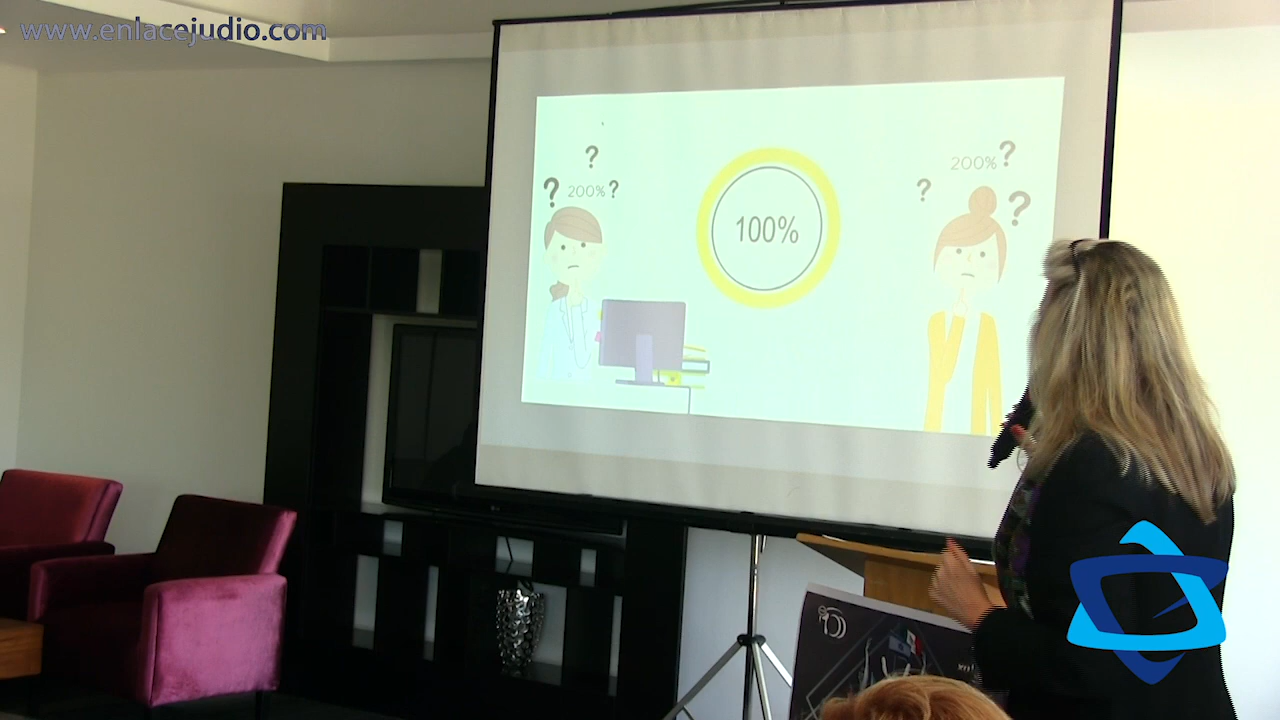 www.enlacejudio.com
?
? 200% ?
100%
200% ?
? ?